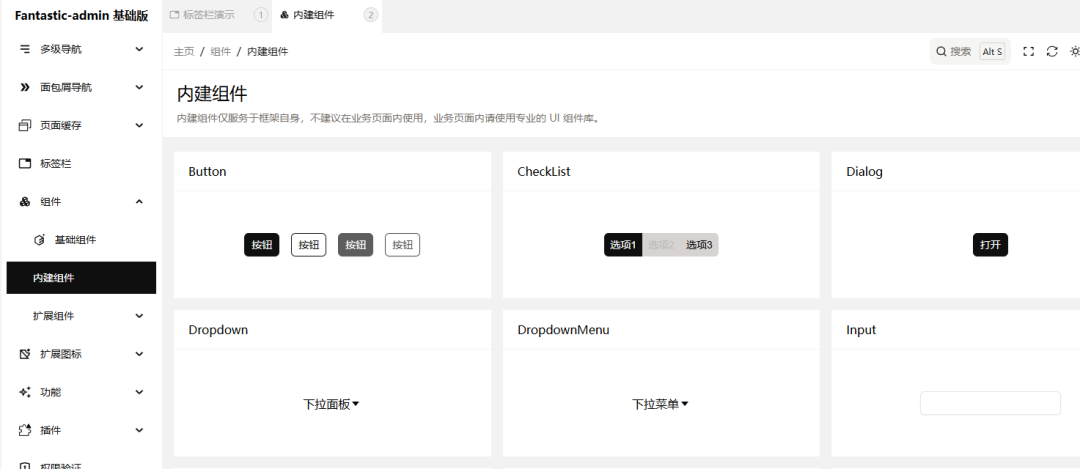 Fantastic-admin 基础版
标签栏演示 1
内建组件 2
多级导航
面包屑导航
页面缓存
标签栏
组件
基础组件
内建组件
扩展组件
扩展图标
功能
插件
权限验证
主页 / 组件 / 内建组件
搜索 Alt S
内建组件
内建组件仅服务于框架自身，不建议在业务页面内使用，业务页面内请使用专业的 UI 组件库。
Button
按钮 按钮 按钮 按钮
CheckList
选项1 选项2 选项3
Dialog
打开
Dropdown
下拉面板
DropdownMenu
下拉菜单
Input